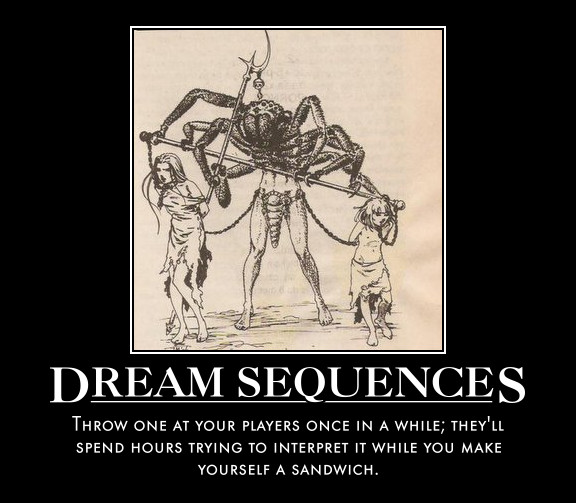 DREAM SEQUENCES
THROW ONE AT YOUR PLAYERS ONCE IN A WHILE; THEY'LL
SPEND HOURS TRYING TO INTERPRET IT WHILE YOU MAKE
YOURSELF A SANDWICH.